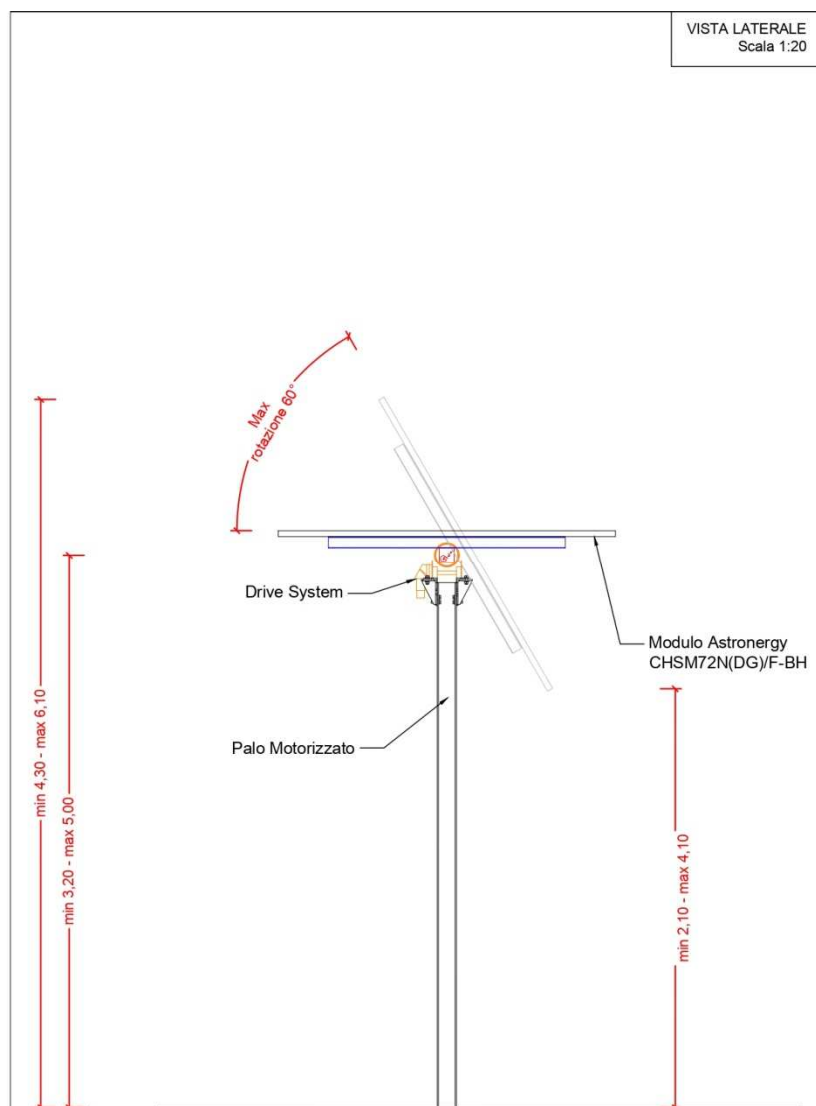 VISTA LATERALE
Scala 1:20
Max
rotazione 60°
Drive System
Modulo Astronergy
CHSM72N(DG)/F-BH
Palo Motorizzato
min 4,30 - max 6,10
min 3,20 - max 5,00
min 2,10 - max 4,10